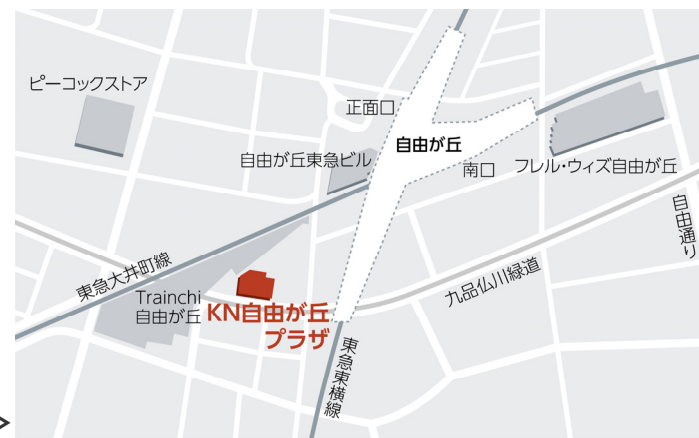 ピーコックストア
正面口
自由が丘
自由が丘東急ビル
南口
フレル・ウィズ自由が丘
自由通り
東急大井町線
九品仏川緑道
Trainchi
自由が丘
KN自由が丘
プラザ
東急東横線